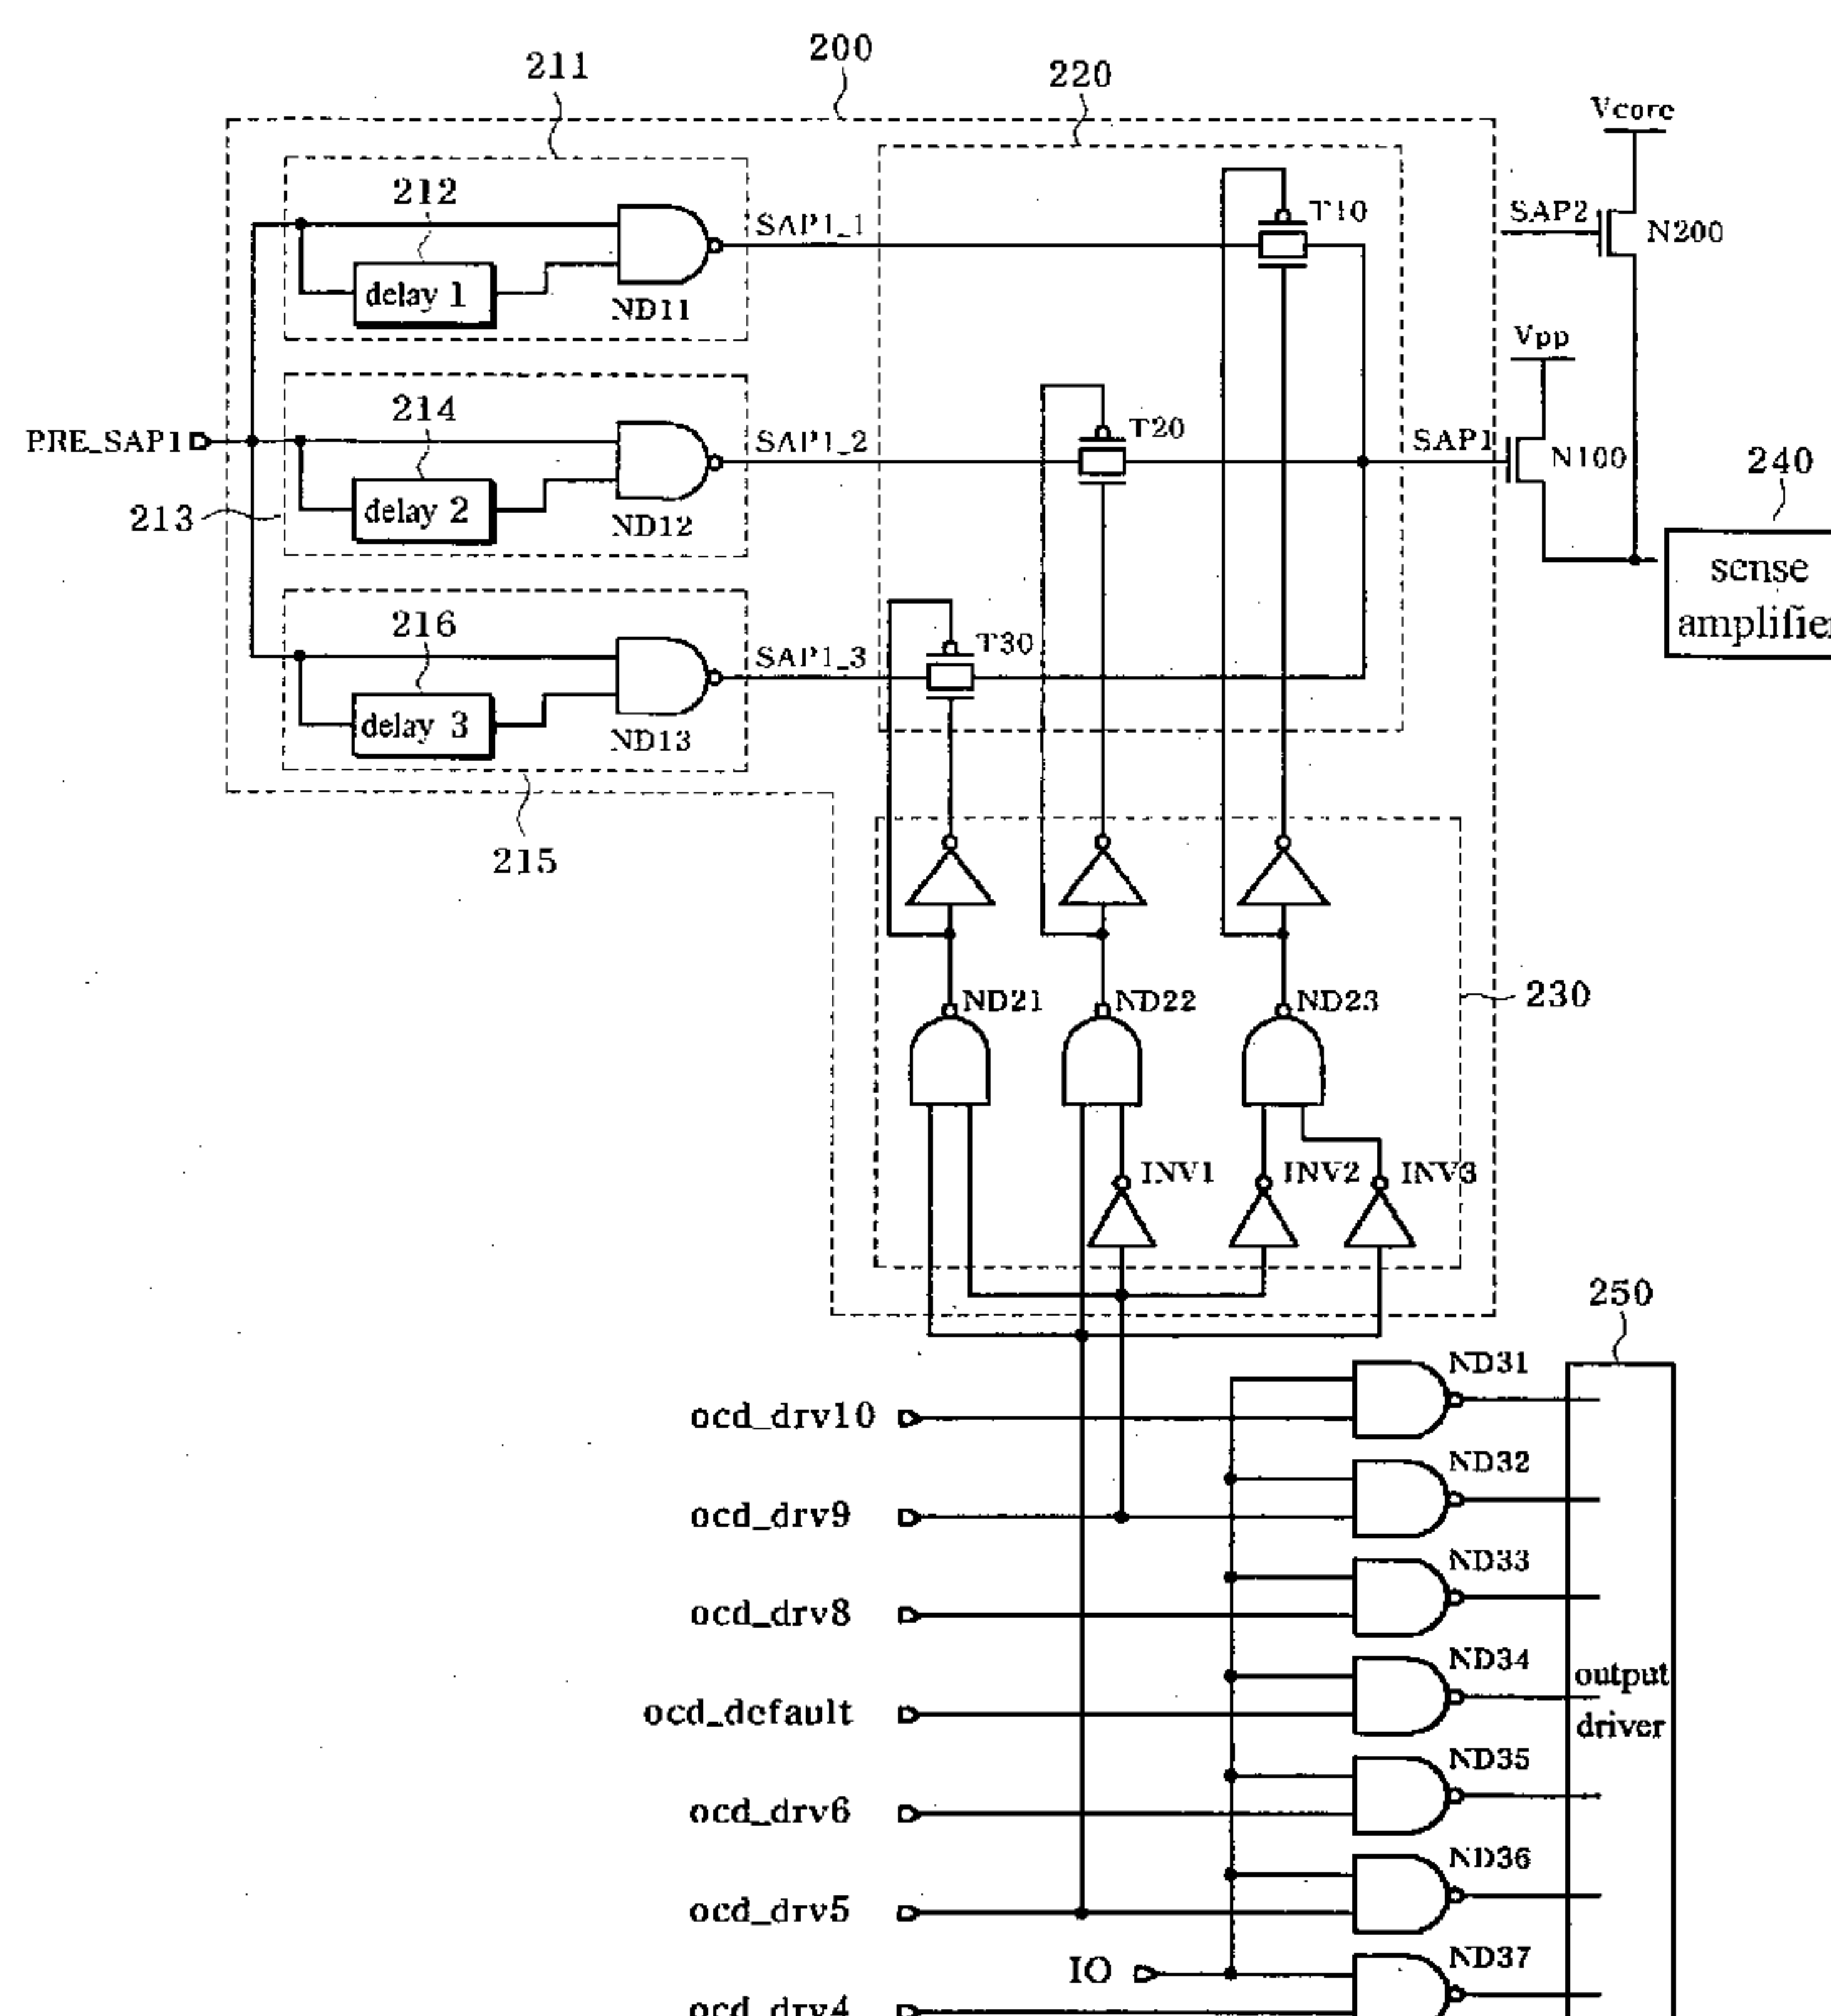 200
211
220
Vcore
212
SAP1_1
T10
SAP2
N200
delay 1
ND11
Vpp
214
T20
PRE_SAP1
SAP1_2
SAP1
N100
240
213
delay 2
ND12
sense
amplifier
216
T30
SAP1_3
delay 3
ND13
215
ND21
ND22
ND23
230
INV1
INV2
INV3
250
ND31
ocd_drv10
ND32
ocd_drv9
ND33
ocd_drv8
ND34
output
driver
ocd_default
ND35
ocd_drv6
ND36
ocd_drv5
ND37
IO
ocd_drv4